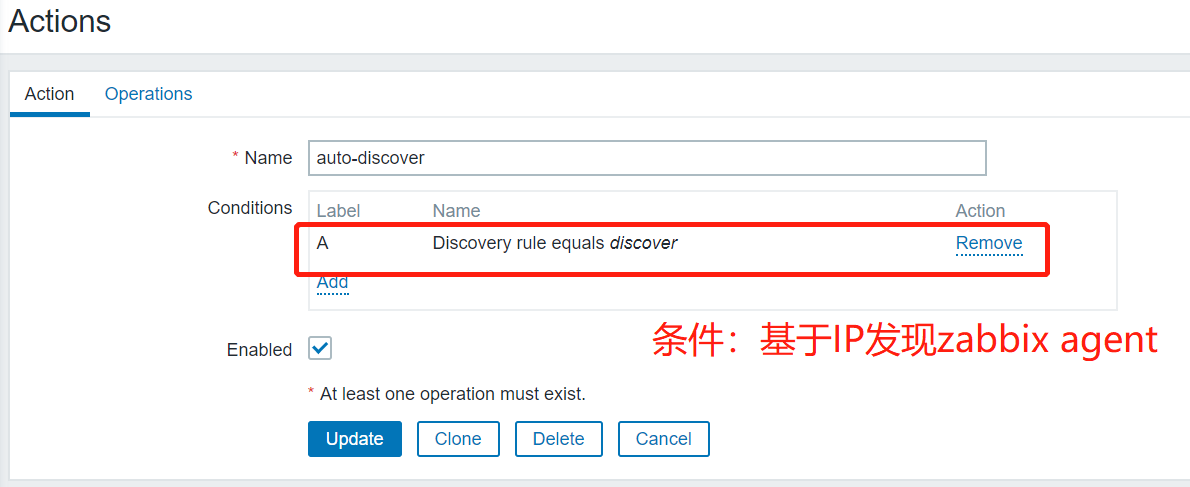 Actions
Action Operations
* Name auto-discover
Conditions Label Name Action
A Discovery rule equals discover Remove
Add
条件：基于IP发现zabbix agent
Enabled
* At least one operation must exist.
Update Clone Delete Cancel